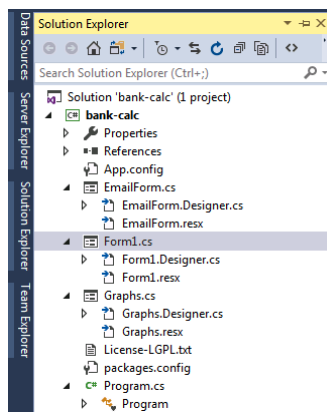 Solution Explorer
Search Solution Explorer (Ctrl+;)
Solution 'bank-calc' (1 project)
bank-calc
Properties
References
App.config
EmailForm.cs
EmailForm.Designer.cs
EmailForm.resx
Form1.cs
Form1.Designer.cs
Form1.resx
Graphs.cs
Graphs.Designer.cs
Graphs.resx
License-LGPL.txt
packages.config
C# Program.cs
Program
Data Sources
Server Explorer
Solution Explorer
Team Explorer